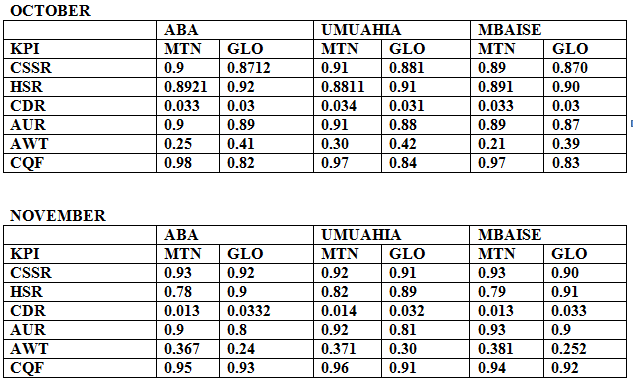 OCTOBER
ABA UMUAHIA MBAISE
KPI MTN GLO MTN GLO MTN GLO
CSSR 0.9 0.8712 0.91 0.881 0.89 0.870
HSR 0.8921 0.92 0.8811 0.91 0.891 0.90
CDR 0.033 0.03 0.034 0.031 0.033 0.03
AUR 0.9 0.89 0.91 0.88 0.89 0.87
AWT 0.25 0.41 0.30 0.42 0.21 0.39
CQF 0.98 0.82 0.97 0.84 0.97 0.83
NOVEMBER
ABA UMUAHIA MBAISE
KPI MTN GLO MTN GLO MTN GLO
CSSR 0.93 0.92 0.92 0.91 0.93 0.90
HSR 0.78 0.9 0.82 0.89 0.79 0.91
CDR 0.013 0.0332 0.014 0.032 0.013 0.033
AUR 0.9 0.8 0.92 0.81 0.93 0.9
AWT 0.367 0.24 0.371 0.30 0.381 0.252
CQF 0.95 0.93 0.96 0.91 0.94 0.92